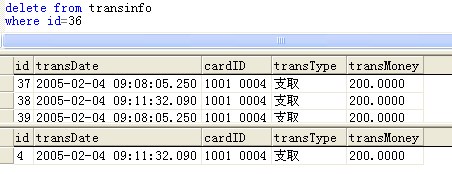 delete from transinfo
where id=36
id transDate cardID transType transMoney
37 2005-02-04 09:08:05.250 1001 0004 支取 200.0000
38 2005-02-04 09:11:32.090 1001 0004 支取 200.0000
39 2005-02-04 09:08:05.250 1001 0004 支取 200.0000
id transDate cardID transType transMoney
4 2005-02-04 09:11:32.090 1001 0004 支取 200.0000